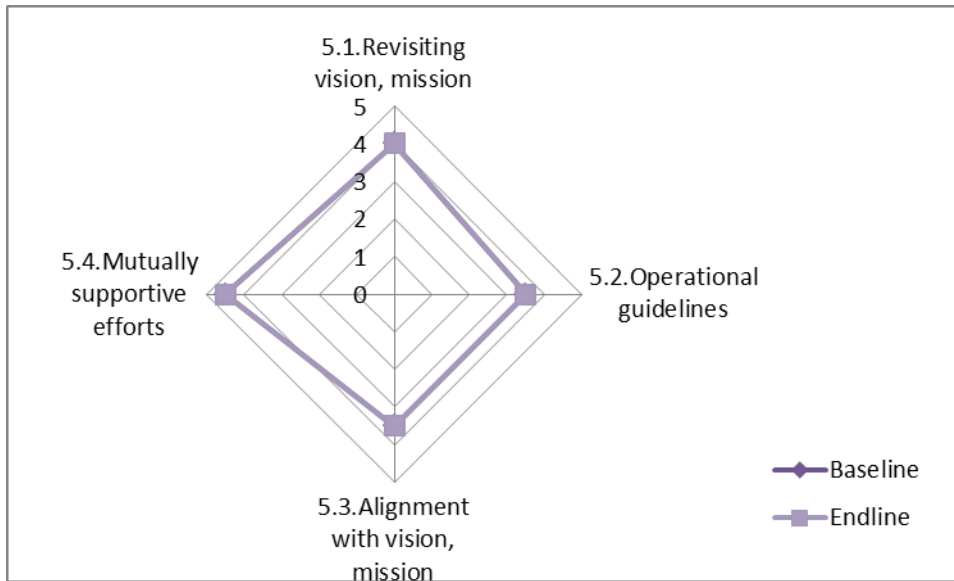 5.1.Revisiting
vision, mission
5
4
3
2
1
0
5.2.Operational
guidelines
5.4.Mutually
supportive
efforts
5.3.Alignment
with vision,
mission
Baseline
Endline